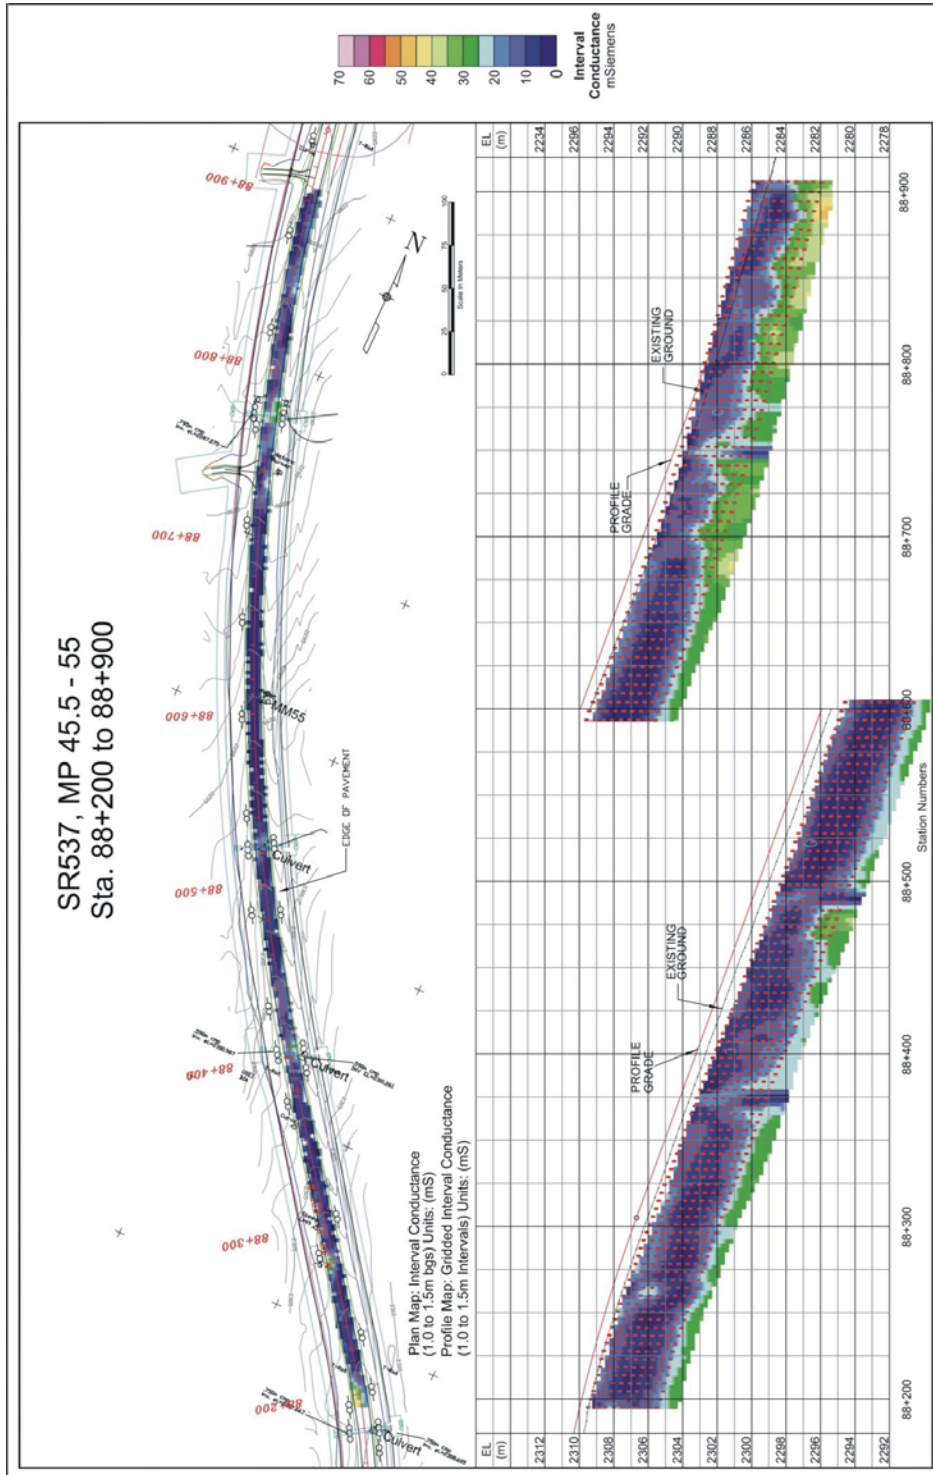 SR537, MP 45.5 - 55
Sta. 88+200 to 88+900
88+200
88+300
88+400
88+500
88+600
88+700
88+800
88+900
Culvert
Culvert
Culvert
MM55
EDGE OF PAVEMENT
N
0 25 50 75 100
Scale in Meters
Plan Map: Interval Conductance
(1.0 to 1.5m bgs) Units: (mS)
Profile Map: Gridded Interval Conductance
(1.0 to 1.5m Intervals) Units: (mS)
70 60 50 40 30 20 10 0
Interval
Conductance
mSiemens
EL
(m)
2312
2310
2308
2306
2304
2302
2300
2298
2296
2294
2292
PROFILE
GRADE
EXISTING
GROUND
PROFILE
GRADE
EXISTING
GROUND
EL
(m)
2234
2296
2294
2292
2290
2288
2286
2284
2282
2280
2278
88+200
88+300
88+400
88+500
88+600
88+700
88+800
88+900
Station Numbers